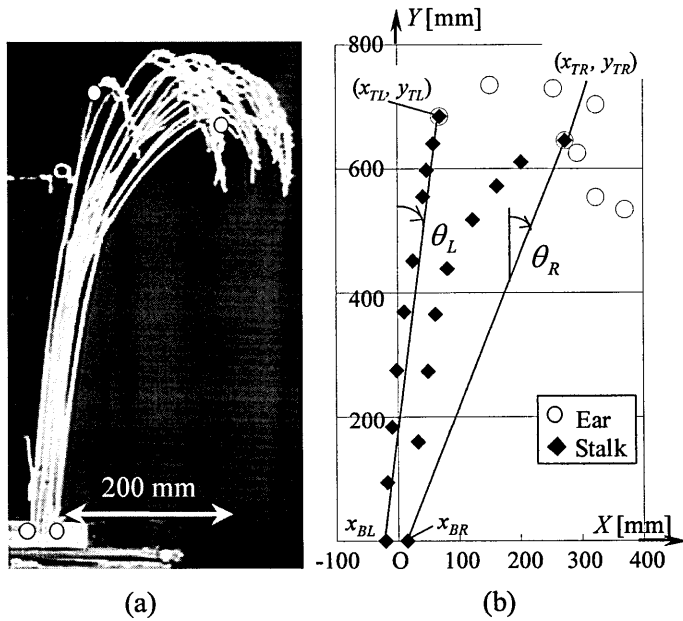 200 mm
(a)
Y [mm]
800
(x_TR, y_TR)
(x_TL, y_TL)
600
θ_L
θ_R
400
○ Ear
◆ Stalk
200
x_BL
x_BR
X [mm]
0
-100 O 100 200 300 400
(b)